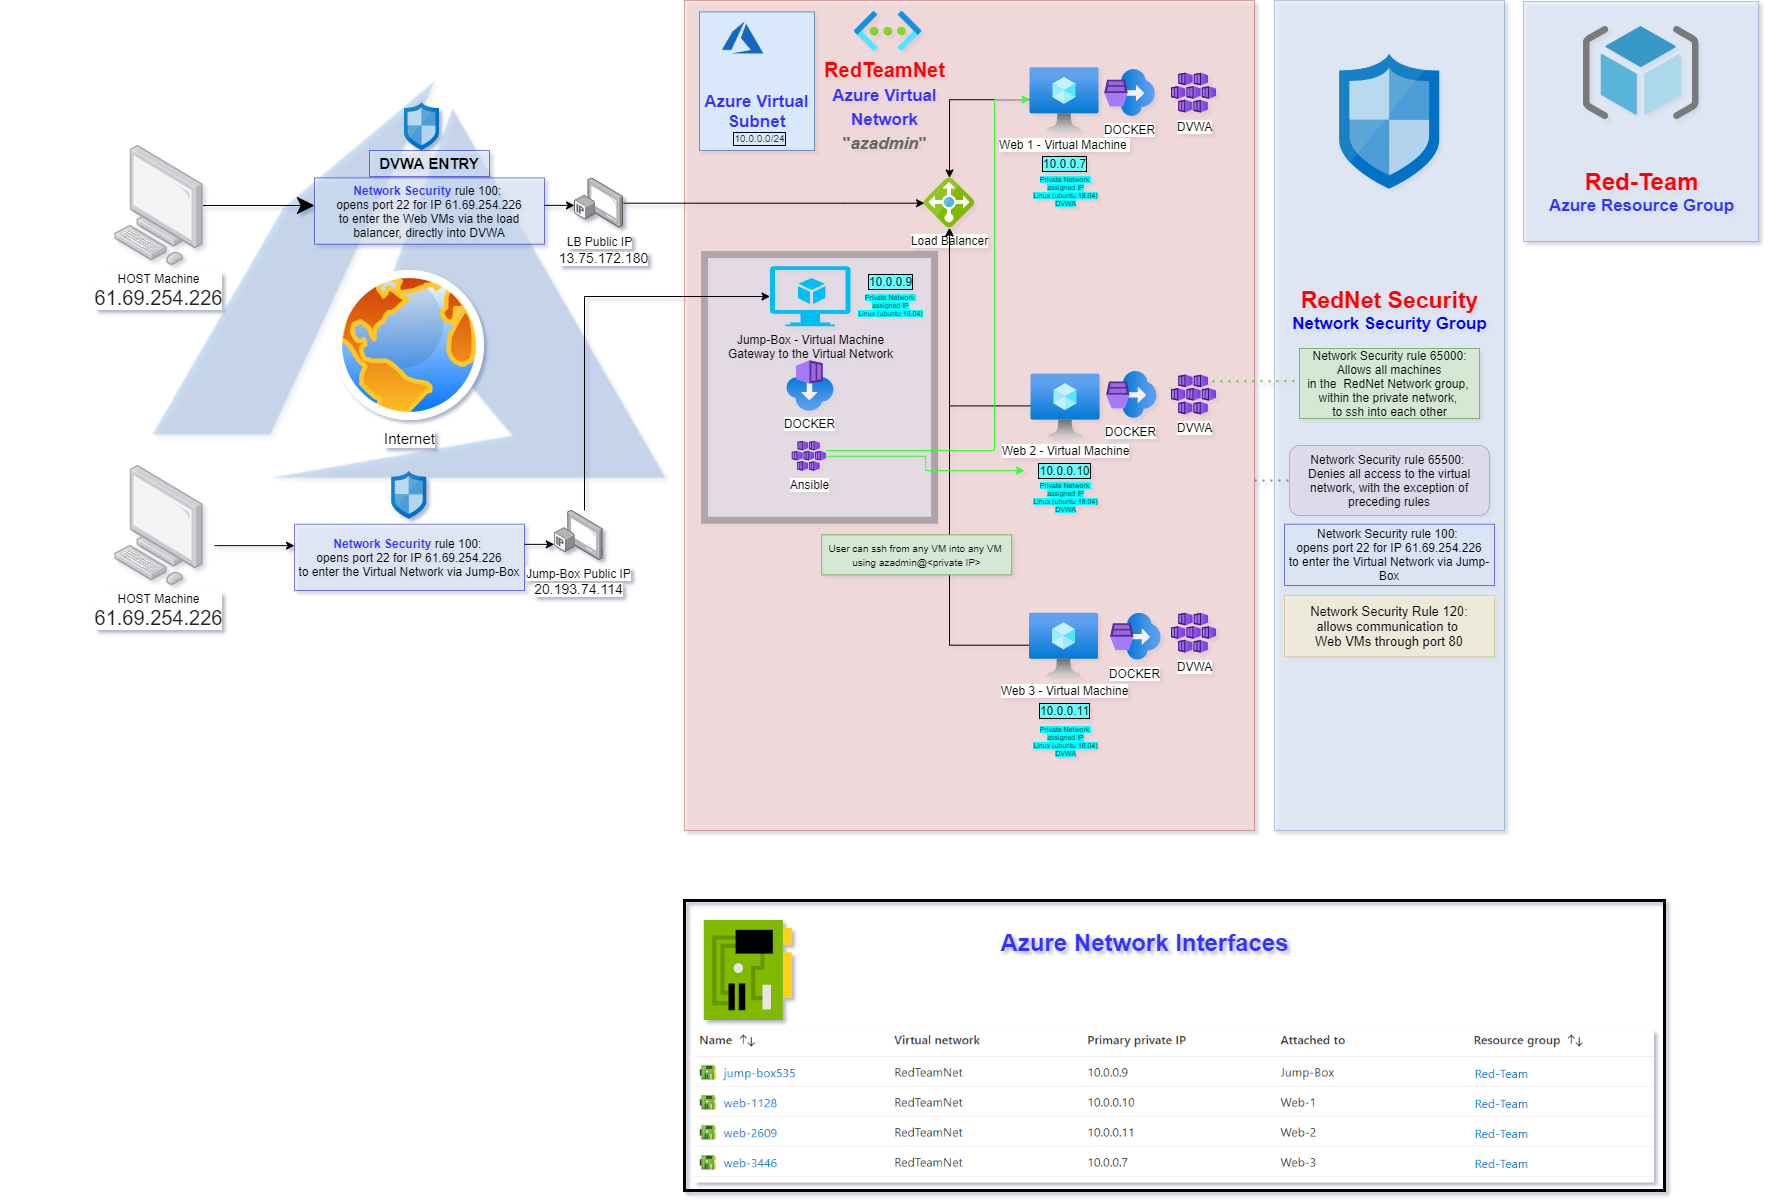 DVWA ENTRY
Network Security rule 100:
opens port 22 for IP 61.69.254.226
to enter the Web VMs via the load
balancer, directly into DVWA
HOST Machine
61.69.254.226
LB Public IP
13.75.172.180
Internet
Network Security rule 100:
opens port 22 for IP 61.69.254.226
to enter the Virtual Network via Jump-Box
HOST Machine
61.69.254.226
Jump-Box Public IP
20.193.74.114
Azure Virtual
Subnet
10.0.0.0/24
RedTeamNet
Azure Virtual
Network
"azadmin"
Load Balancer
10.0.0.9
Private Network
assigned IP
Linux (ubuntu 18.04)
Jump-Box - Virtual Machine
Gateway to the Virtual Network
DOCKER
Ansible
User can ssh from any VM into any VM
using azadmin@<private IP>
DOCKER
DVWA
Web 1 - Virtual Machine
10.0.0.7
Private Network
assigned IP
Linux (ubuntu 18.04)
DVWA
DOCKER
DVWA
Web 2 - Virtual Machine
10.0.0.10
Private Network
assigned IP
Linux (ubuntu 18.04)
DVWA
DOCKER
DVWA
Web 3 - Virtual Machine
10.0.0.11
Private Network
assigned IP
Linux (ubuntu 18.04)
DVWA
RedNet Security
Network Security Group
Network Security rule 65000:
Allows all machines
in the RedNet Network group,
within the private network,
to ssh into each other
Network Security rule 65500:
Denies all access to the virtual
network, with the exception of
preceding rules
Network Security rule 100:
opens port 22 for IP 61.69.254.226
to enter the Virtual Network via Jump-
Box
Network Security Rule 120:
allows communication to
Web VMs through port 80
Red-Team
Azure Resource Group
Azure Network Interfaces
Name ↑↓ Virtual network Primary private IP Attached to Resource group ↑↓
jump-box535 RedTeamNet 10.0.0.9 Jump-Box Red-Team
web-1128 RedTeamNet 10.0.0.10 Web-1 Red-Team
web-2609 RedTeamNet 10.0.0.11 Web-2 Red-Team
web-3446 RedTeamNet 10.0.0.7 Web-3 Red-Team
IP
IP